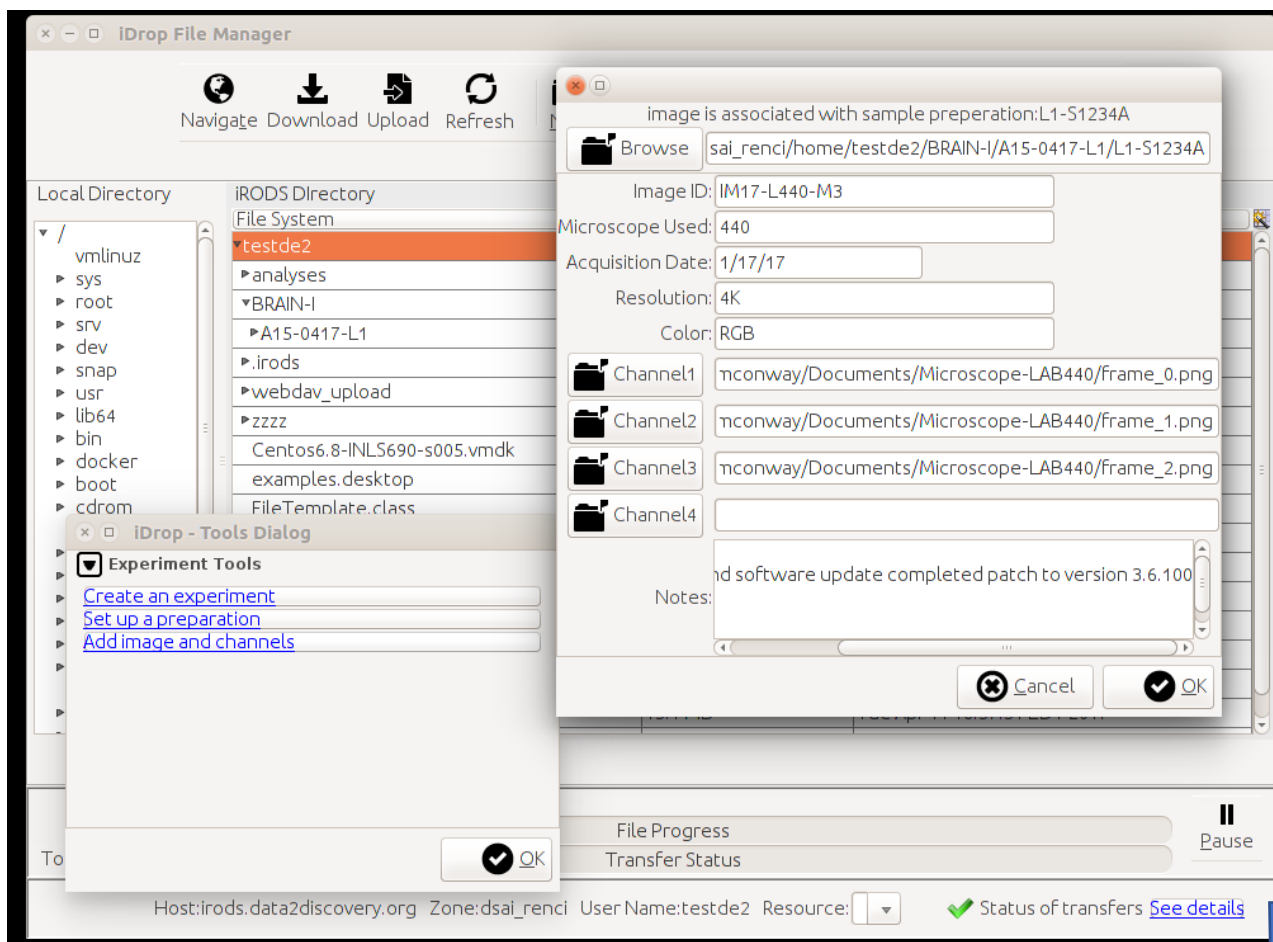 iDrop File Manager
Navigate Download Upload Refresh
Local Directory
/
vmlinuz
sys
root
srv
dev
snap
usr
lib64
bin
docker
boot
cdrom
iRODS DIrectory
File System
testde2
analyses
BRAIN-I
A15-0417-L1
.irods
webdav_upload
zzzz
Centos6.8-INLS690-s005.vmdk
examples.desktop
FileTemplate.class
image is associated with sample preperation:L1-S1234A
Browse sai_renci/home/testde2/BRAIN-I/A15-0417-L1/L1-S1234A
Image ID: IM17-L440-M3
Microscope Used: 440
Acquisition Date: 1/17/17
Resolution: 4K
Color: RGB
Channel1 nconway/Documents/Microscope-LAB440/frame_0.png
Channel2 nconway/Documents/Microscope-LAB440/frame_1.png
Channel3 nconway/Documents/Microscope-LAB440/frame_2.png
Channel4
Notes: nd software update completed patch to version 3.6.100
Cancel OK
iDrop - Tools Dialog
Experiment Tools
Create an experiment
Set up a preparation
Add image and channels
OK
To
File Progress
Transfer Status
Pause
Host:irods.data2discovery.org Zone:dsai_renci User Name:testde2 Resource: Status of transfers See details